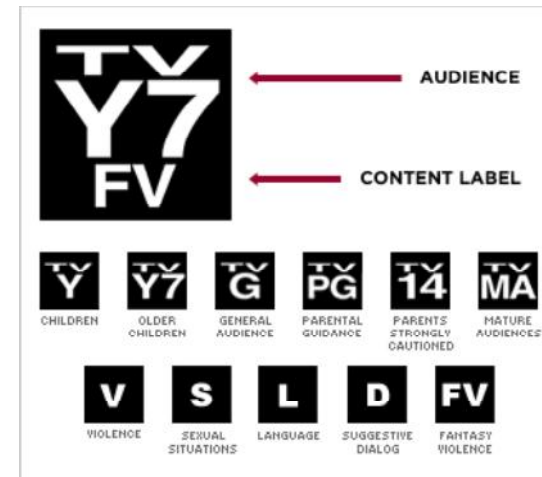 TV
Y7
FV
AUDIENCE
CONTENT LABEL
TV
Y
TV
Y7
TV
G
TV
PG
TV
14
TV
MA
CHILDREN
OLDER
CHILDREN
GENERAL
AUDIENCE
PARENTAL
GUIDANCE
PARENTS
STRONGLY
CAUTIONED
MATURE
AUDIENCES
V
S
L
D
FV
VIOLENCE
SEXUAL
SITUATIONS
LANGUAGE
SUGGESTIVE
DIALOG
FANTASY
VIOLENCE